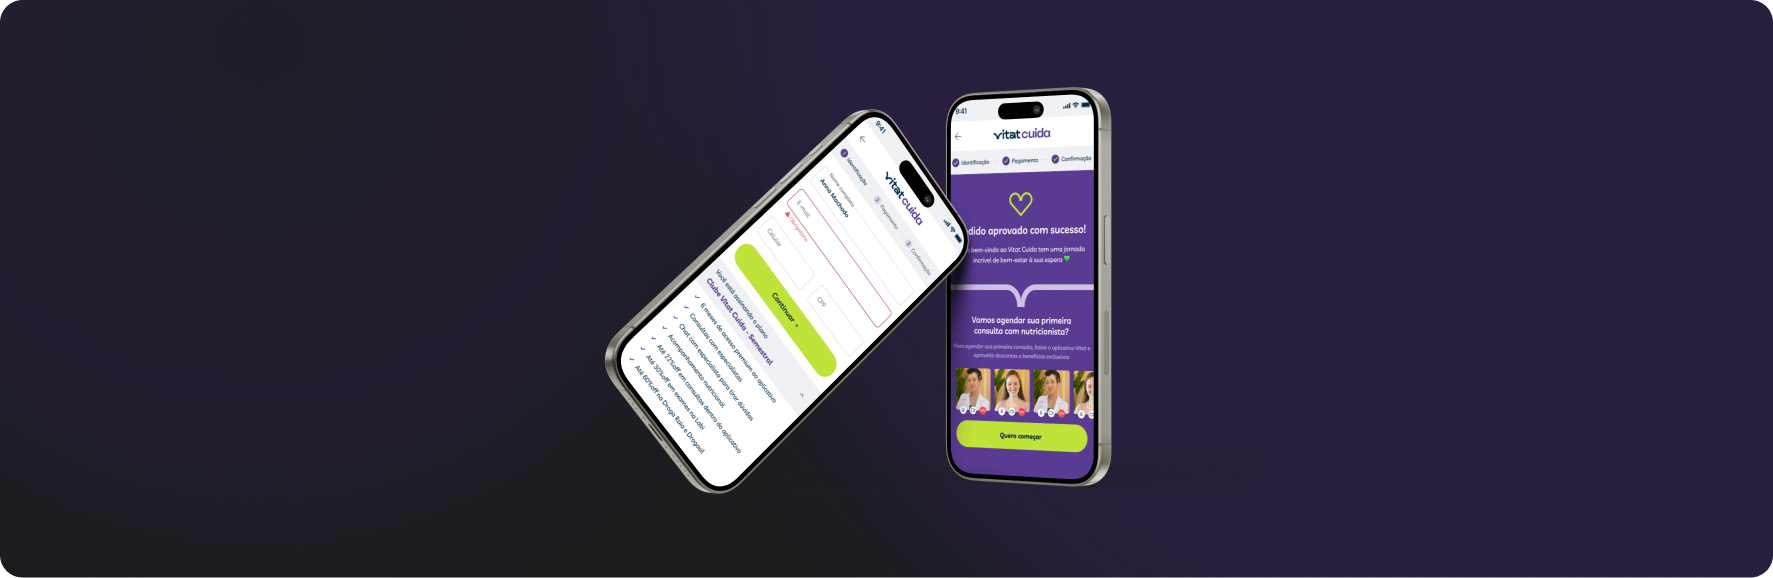 9:41
vitat cuida
Identificação
2 Pagamento
3 Confirmação
Nome completo
Anna Machado
E-mail
Obrigatório
Celular
CPF
Continuar >
Você está assinando o plano
Clube Vitat Cuida - Semestral
6 meses de acesso premium ao aplicativo
Consultas com especialistas
Chat com especialista para tirar dúvidas
Acompanhamento nutricional
Até 22%off em consultas dentro do aplicativo
Até 30%off em exames na Labi
Até 60%off na Droga Raia e Drogasil
9:41
vitat cuida
Identificação Pagamento Confirmação
dido aprovado com sucesso!
bem-vindo ao Vitat Cuida tem uma jornada
incrível de bem-estar à sua espera 💚
Vamos agendar sua primeira
consulta com nutricionista?
Para agendar sua primeira consulta, baixe o aplicativo Vitat e
aproveite descontos e benefícios exclusivos
Quero começar